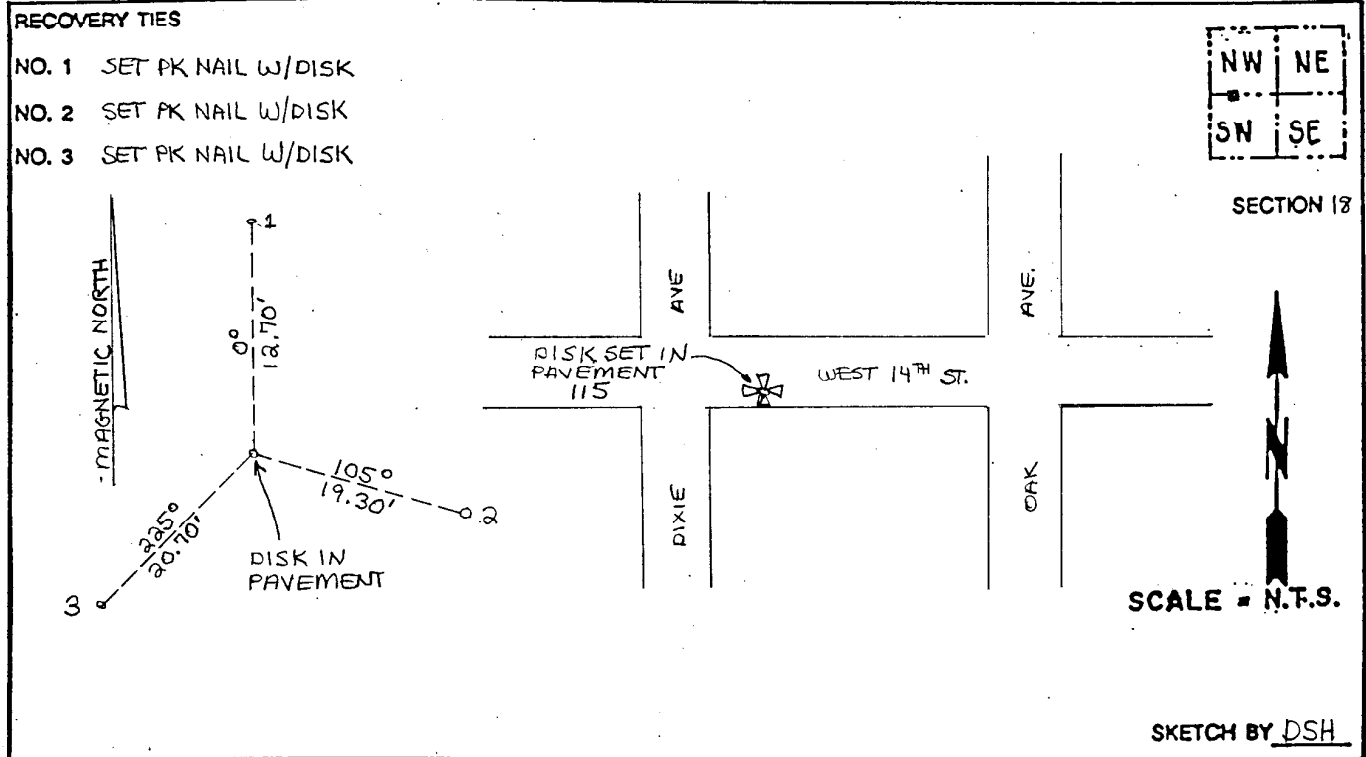 RECOVERY TIES
NO. 1 SET PK NAIL W/DISK
NO. 2 SET PK NAIL W/DISK
NO. 3 SET PK NAIL W/DISK
NW NE
SW SE
SECTION 18
MAGNETIC NORTH
1
0°
12.70'
105°
19.30'
2
225°
20.70'
3
DISK IN
PAVEMENT
AVE
AVE.
DISK SET IN
PAVEMENT
115
WEST 14TH ST.
DIXIE
OAK
N
SCALE = N.T.S.
SKETCH BY DSH